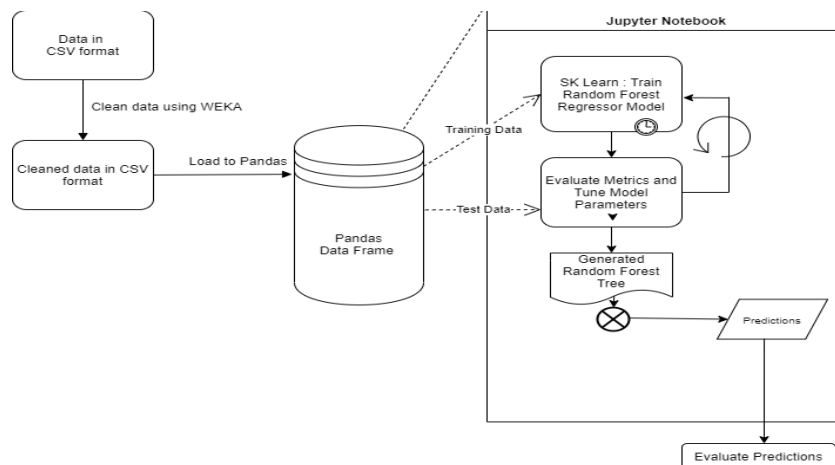 Jupyter Notebook
Data in
CSV format
Clean data using WEKA
Cleaned data in CSV
format
Load to Pandas
Pandas
Data Frame
Training Data
Test Data
SK Learn : Train
Random Forest
Regressor Model
Evaluate Metrics and
Tune Model
Parameters
Generated
Random Forest
Tree
Predictions
Evaluate Predictions